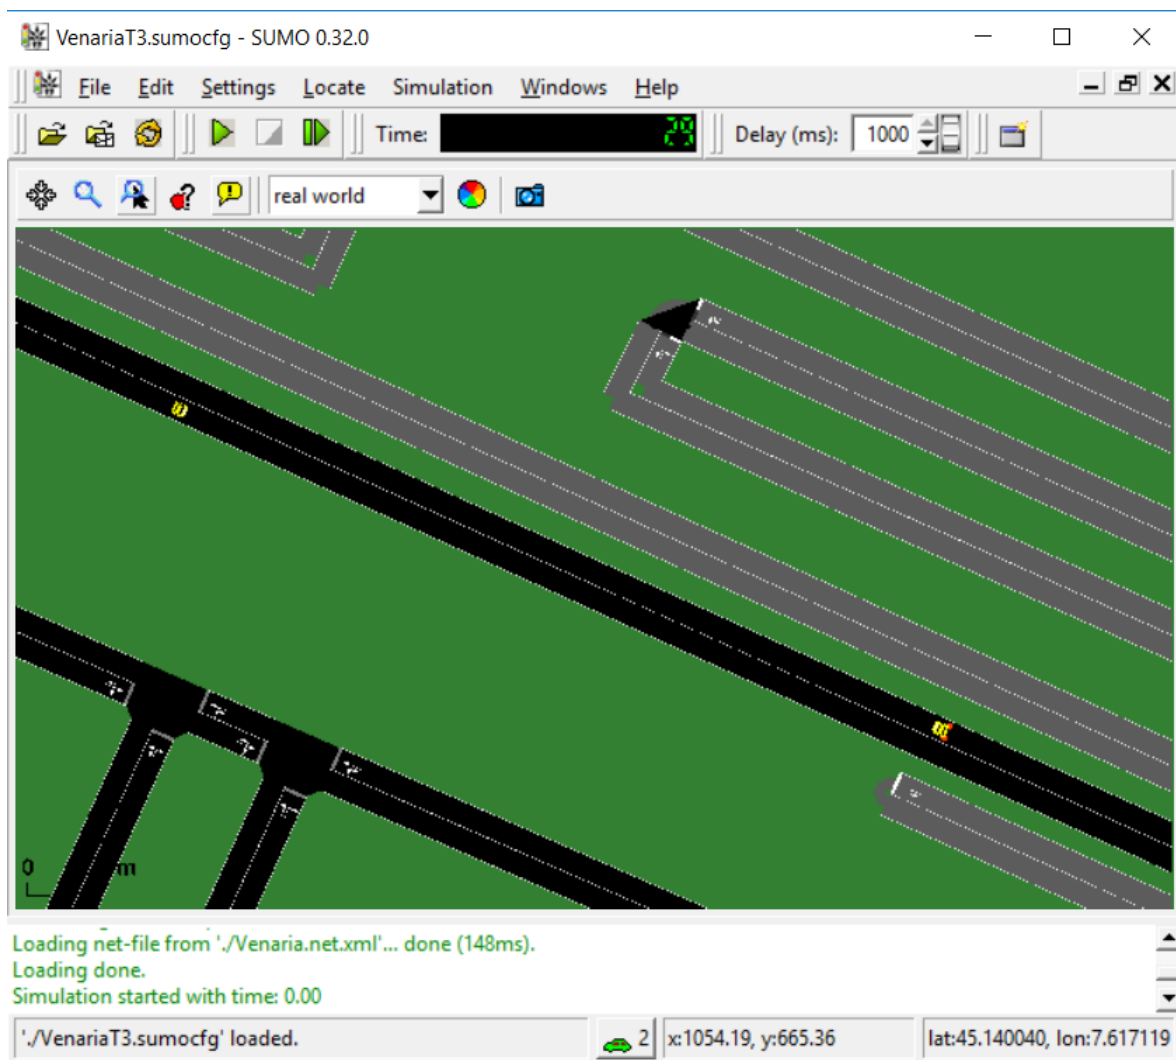 VenariaT3.sumocfg - SUMO 0.32.0
File Edit Settings Locate Simulation Windows Help
Time: 29 Delay (ms): 1000
real world
0 m
Loading net-file from './Venaria.net.xml'... done (148ms).
Loading done.
Simulation started with time: 0.00
'./VenariaT3.sumocfg' loaded. 2 x:1054.19, y:665.36 lat:45.140040, lon:7.617119